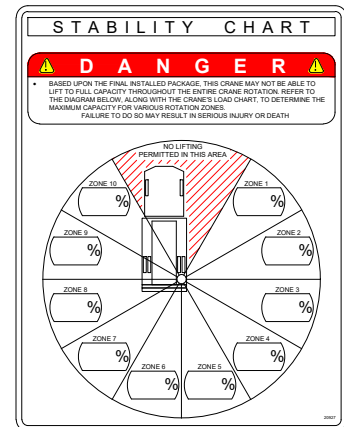 STABILITY CHART
DANGER
• BASED UPON THE FINAL INSTALLED PACKAGE, THIS CRANE MAY NOT BE ABLE TO
LIFT TO FULL CAPACITY THROUGHOUT THE ENTIRE CRANE ROTATION. REFER TO
THE DIAGRAM BELOW, ALONG WITH THE CRANE'S LOAD CHART, TO DETERMINE THE
MAXIMUM CAPACITY FOR VARIOUS ROTATION ZONES.
FAILURE TO DO SO MAY RESULT IN SERIOUS INJURY OR DEATH
NO LIFTING
PERMITTED IN THIS AREA
ZONE 10
%
ZONE 1
%
ZONE 9
%
ZONE 2
%
ZONE 8
%
ZONE 3
%
ZONE 7
%
ZONE 4
%
ZONE 6
%
ZONE 5
%